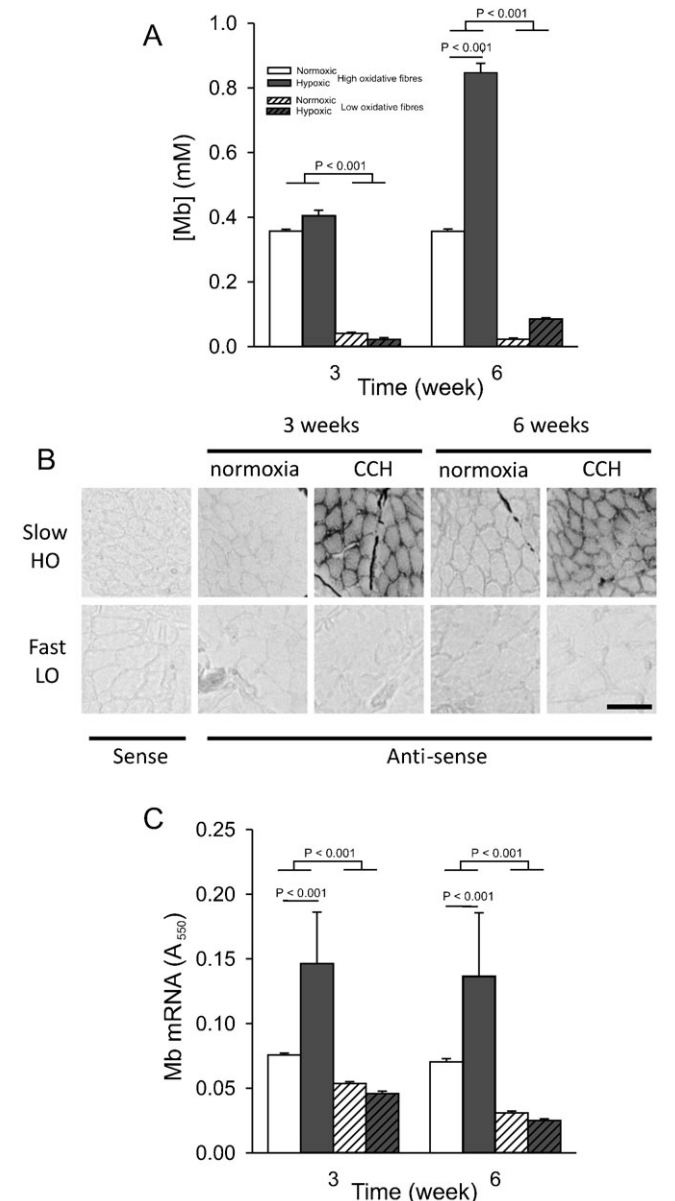 A
1.0
0.8
0.6
0.4
0.2
0.0
[Mb] (mM)
Normoxic
Hypoxic
High oxidative fibres
Normoxic
Hypoxic
Low oxidative fibres
P < 0.001
P < 0.001
P < 0.001
3
6
Time (week)
B
3 weeks
6 weeks
normoxia
CCH
normoxia
CCH
Slow
HO
Fast
LO
Sense
Anti-sense
C
0.25
0.20
0.15
0.10
0.05
0.00
Mb mRNA (A550)
P < 0.001
P < 0.001
P < 0.001
P < 0.001
3
6
Time (week)